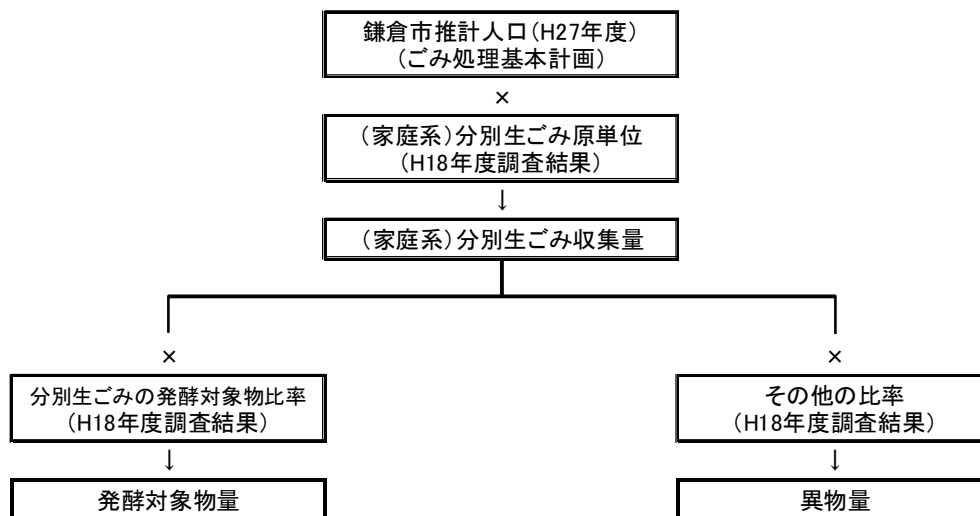 鎌倉市推計人口(H27年度)
(ごみ処理基本計画)
×
(家庭系)分別生ごみ原単位
(H18年度調査結果)
↓
(家庭系)分別生ごみ収集量
×
×
分別生ごみの発酵対象物比率
(H18年度調査結果)
その他の比率
(H18年度調査結果)
↓
↓
発酵対象物量
異物量